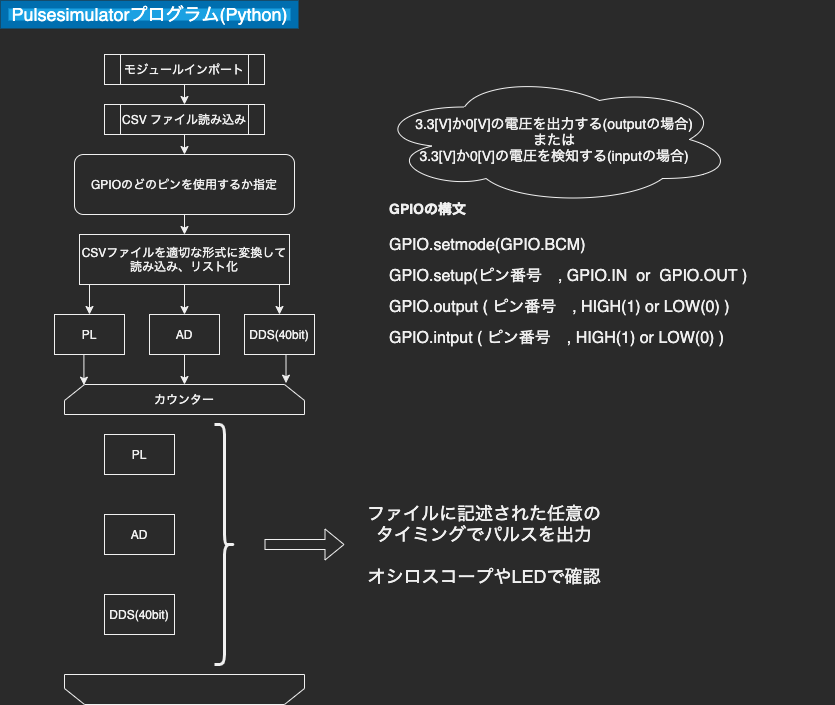 Pulsesimulatorプログラム(Python)
モジュールインポート
CSV ファイル読み込み
GPIOのどのピンを使用するか指定
CSVファイルを適切な形式に変換して
読み込み、リスト化
PL
AD
DDS(40bit)
カウンター
PL
AD
DDS(40bit)
3.3[V]か0[V]の電圧を出力する(outputの場合)
または
3.3[V]か0[V]の電圧を検知する(inputの場合)
GPIOの構文
GPIO.setmode(GPIO.BCM)
GPIO.setup(ピン番号　, GPIO.IN or GPIO.OUT )
GPIO.output ( ピン番号　, HIGH(1) or LOW(0) )
GPIO.intput ( ピン番号　, HIGH(1) or LOW(0) )
ファイルに記述された任意の
タイミングでパルスを出力
オシロスコープやLEDで確認